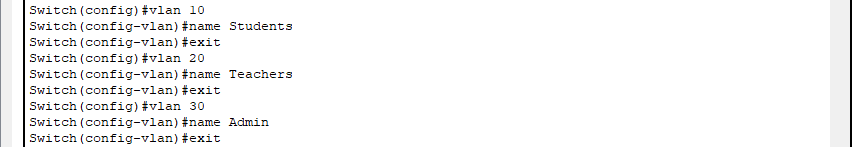 Switch(config)#vlan 10
Switch(config-vlan)#name Students
Switch(config-vlan)#exit
Switch(config)#vlan 20
Switch(config-vlan)#name Teachers
Switch(config-vlan)#exit
Switch(config)#vlan 30
Switch(config-vlan)#name Admin
Switch(config-vlan)#exit